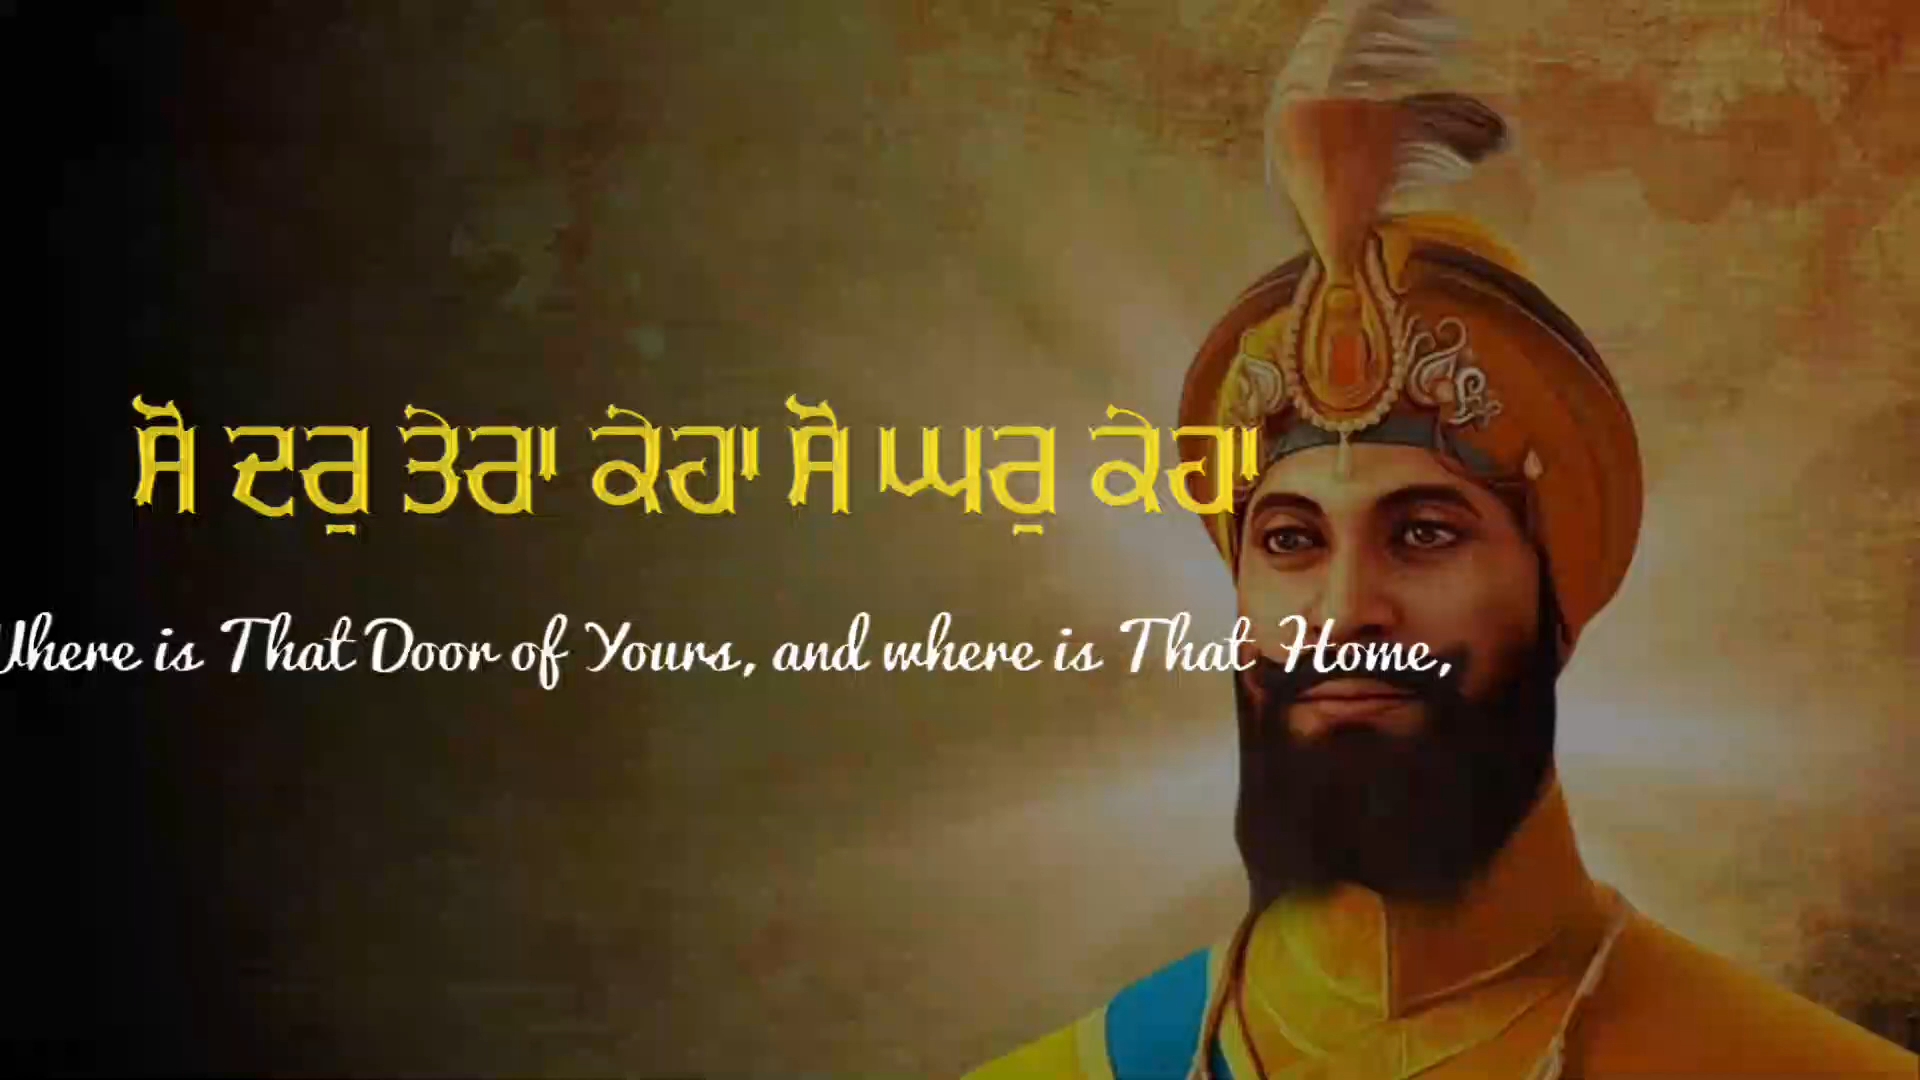 ਸੋ ਦਰੁ ਤੇਰਾ ਕੇਹਾ ਸੋ ਘਰੁ ਕੇਹਾ
Where is That Door of Yours, and where is That Home,